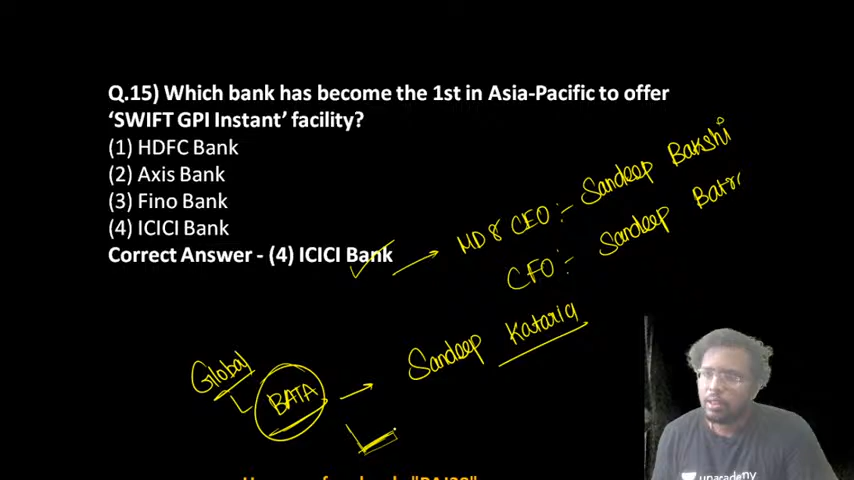 Q.15) Which bank has become the 1st in Asia-Pacific to offer
‘SWIFT GPI Instant’ facility?
(1) HDFC Bank
(2) Axis Bank
(3) Fino Bank
(4) ICICI Bank
Correct Answer - (4) ICICI Bank
MD & CEO :- Sandeep Bakshi
CFO :- Sandeep Batra
Global
BATA
Sandeep Kataria
unacademy